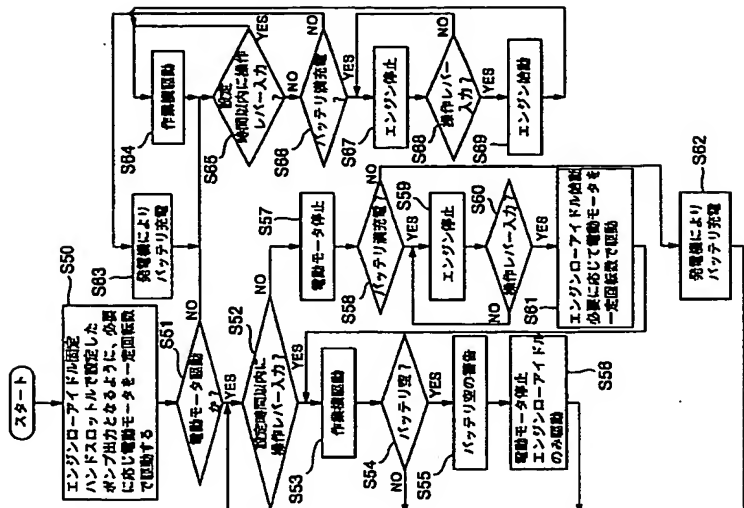 スタート
S50
エンジンローアイドル固定
ハンドスロットルで設定した
ポンプ出力となるように、必要
に応じ電動モータを一定回転数
で駆動する
S51
電動モータ駆動
か?
YES
NO
S52
設定時間以内に
操作レバー入力?
YES
NO
S53
作業機駆動
S54
バッテリ空?
NO
YES
S55
バッテリ空の警告
S56
電動モータ停止
エンジンローアイドル
のみ駆動
S57
電動モータ停止
S58
バッテリ満充電?
NO
YES
S59
エンジン停止
S60
操作レバー入力?
NO
YES
S61
エンジンローアイドル始動
必要に応じて電動モータを
一定回転数で駆動
S62
発電機により
バッテリ充電
S63
発電機により
バッテリ充電
S64
作業機駆動
S65
設定
時間以内に操作
レバー入力
?
YES
NO
S66
バッテリ満充電
?
NO
YES
S67
エンジン停止
S68
操作レバー
入力?
NO
YES
S69
エンジン始動